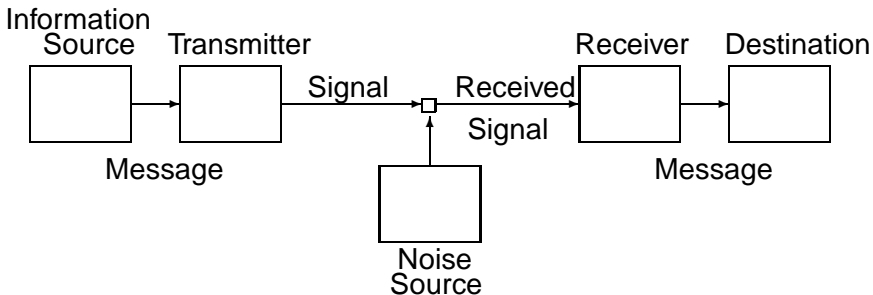 Information
Source
Transmitter
Receiver
Destination
Signal
Received
Signal
Message
Message
Noise
Source